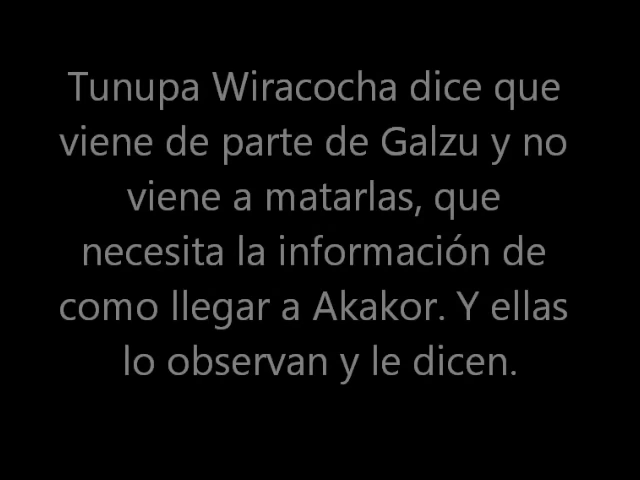 Tunupa Wiracocha dice que
viene de parte de Galzu y no
viene a matarlas, que
necesita la información de
como llegar a Akakor. Y ellas
lo observan y le dicen.